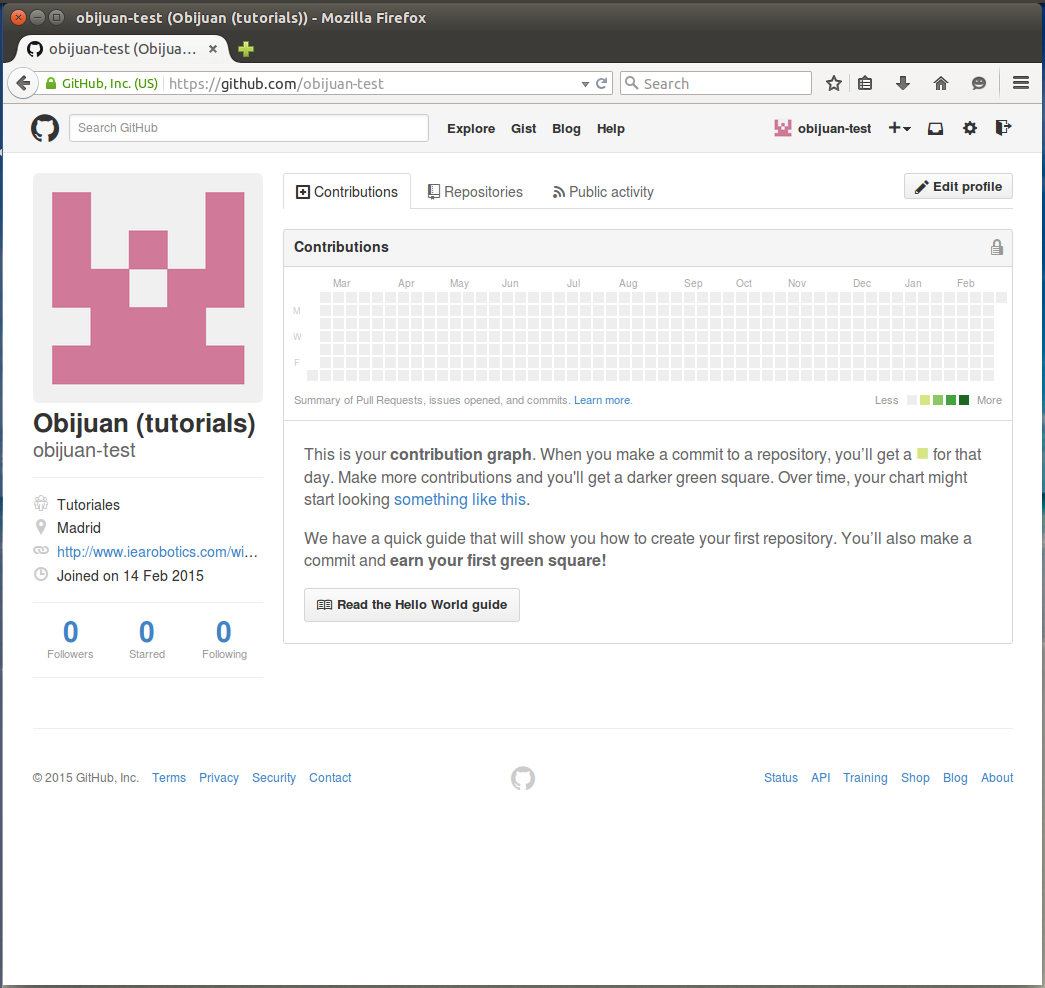 obijuan-test (Obijuan (tutorials)) - Mozilla Firefox
obijuan-test (Obijua...
GitHub, Inc. (US) https://github.com/obijuan-test Search
Search GitHub Explore Gist Blog Help obijuan-test
Contributions Repositories Public activity Edit profile
Contributions
Mar Apr May Jun Jul Aug Sep Oct Nov Dec Jan Feb
M
W
F
Summary of Pull Requests, issues opened, and commits. Learn more. Less More
Obijuan (tutorials)
obijuan-test
Tutoriales
Madrid
http://www.iearobotics.com/wi...
Joined on 14 Feb 2015
0 0 0
Followers Starred Following
This is your contribution graph. When you make a commit to a repository, you'll get a for that
day. Make more contributions and you'll get a darker green square. Over time, your chart might
start looking something like this.
We have a quick guide that will show you how to create your first repository. You'll also make a
commit and earn your first green square!
Read the Hello World guide
© 2015 GitHub, Inc. Terms Privacy Security Contact Status API Training Shop Blog About